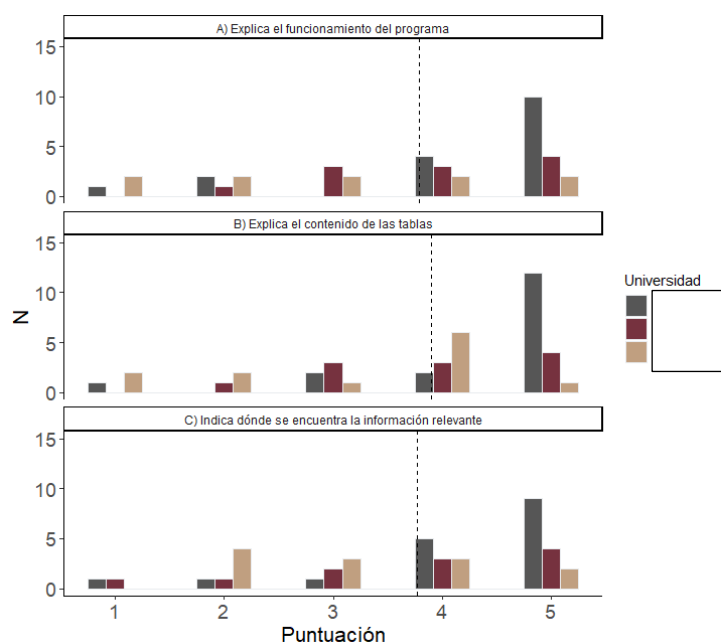 A) Explica el funcionamiento del programa
15
10
5
0
B) Explica el contenido de las tablas
15
10
5
0
N
Universidad
C) Indica dónde se encuentra la información relevante
15
10
5
0
1 2 3 4 5
Puntuación